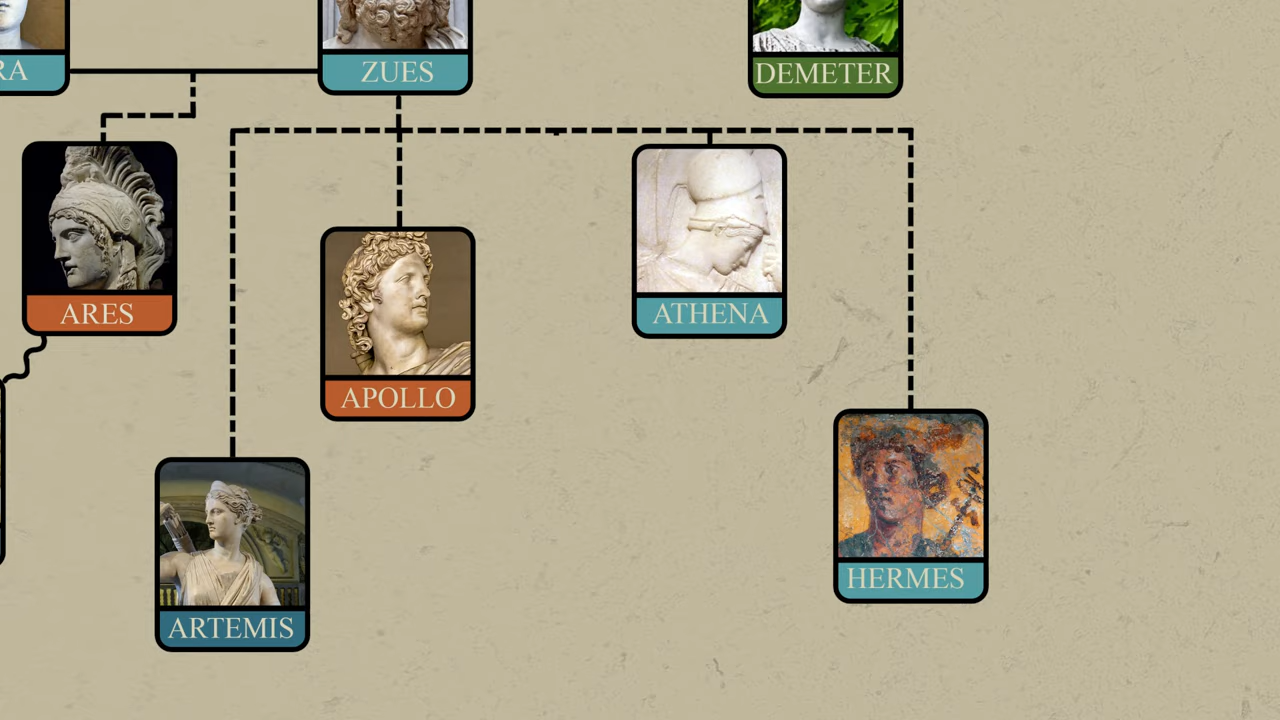 RA
ZUES
DEMETER
ARES
ATHENA
APOLLO
HERMES
ARTEMIS